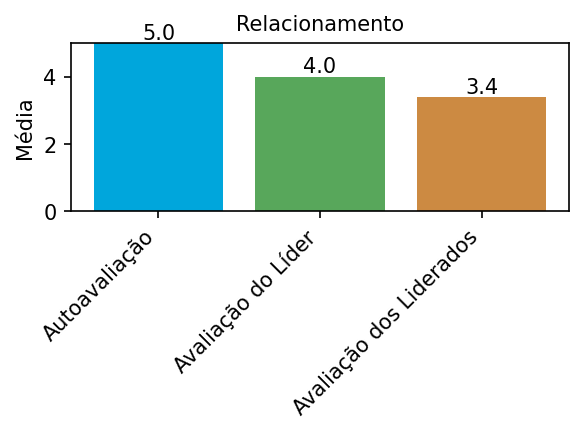 Relacionamento
5.0
4.0
3.4
Média
4
2
0
Autoavaliação
Avaliação do Líder
Avaliação dos Liderados